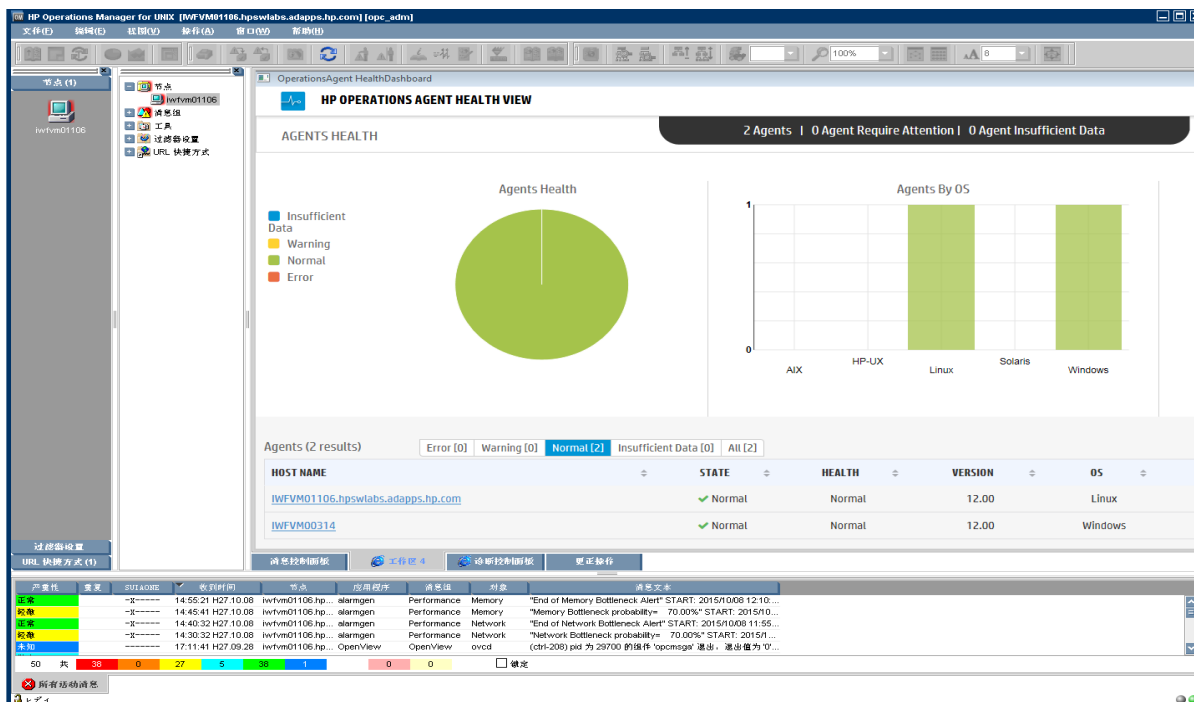 HP Operations Manager for UNIX [IWFVM01106.hpswlabs.adapps.hp.com] [opc_adm]
文件(F) 编辑(E) 视图(V) 操作(A) 窗口(W) 帮助(H)
100%
8
节点 (1)
iwfvm01106
过滤器设置
URL 快捷方式 (1)
节点
iwfvm01106
消息组
工具
过滤器设置
URL 快捷方式
OperationsAgent HealthDashboard
HP OPERATIONS AGENT HEALTH VIEW
AGENTS HEALTH
2 Agents | 0 Agent Require Attention | 0 Agent Insufficient Data
Agents Health
Insufficient Data
Warning
Normal
Error
Agents By OS
1
0
AIX
HP-UX
Linux
Solaris
Windows
Agents (2 results)
Error [0] Warning [0] Normal [2] Insufficient Data [0] All [2]
HOST NAME STATE HEALTH VERSION OS
IWFVM01106.hpswlabs.adapps.hp.com Normal Normal 12.00 Linux
IWFVM00314 Normal Normal 12.00 Windows
消息控制面板 工作区 4 诊断控制面板 更正操作
严重性 重复 SUIAONE 收到时间 节点 应用程序 消息组 对象 消息文本
正常 -X----- 14:55:21 H27.10.08 iwfvm01106.hp... alarmgen Performance Memory "End of Memory Bottleneck Alert" START: 2015/10/08 12:10:...
轻微 -X----- 14:45:41 H27.10.08 iwfvm01106.hp... alarmgen Performance Memory "Memory Bottleneck probability= 70.00%" START: 2015/10...
正常 -X----- 14:40:32 H27.10.08 iwfvm01106.hp... alarmgen Performance Network "End of Network Bottleneck Alert" START: 2015/10/08 11:55...
轻微 -X----- 14:30:32 H27.10.08 iwfvm01106.hp... alarmgen Performance Network "Network Bottleneck probability= 70.00%" START: 2015/1...
未知 ------- 17:11:41 H27.09.28 iwfvm01106.hp... OpenView OpenView ovcd (ctrl-208) pid 为 29700 的组件 'opcmsgi' 退出，退出值为 '0'...
50 共 38 0 27 5 38 1 0 0 锁定
所有活动消息